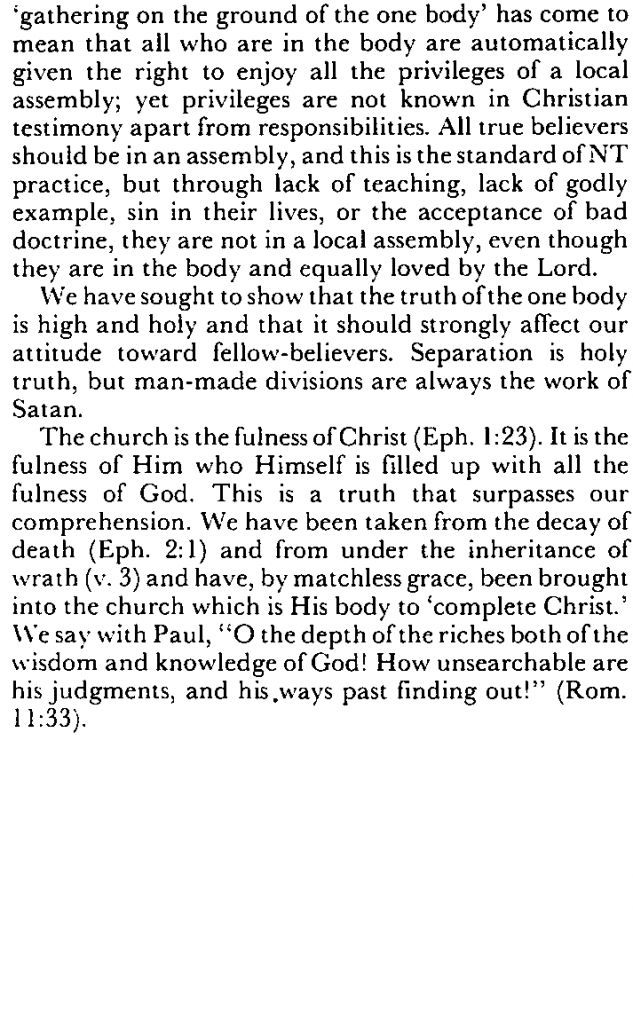 ‘gathering on the ground of the one body’ has come to
mean that all who are in the body are automatically
given the right to enjoy all the privileges of a local
assembly; yet privileges are not known in Christian
testimony apart from responsibilities. All true believers
should be in an assembly, and this is the standard of NT
practice, but through lack of teaching, lack of godly
example, sin in their lives, or the acceptance of bad
doctrine, they are not in a local assembly, even though
they are in the body and equally loved by the Lord.
We have sought to show that the truth of the one body
is high and holy and that it should strongly affect our
attitude toward fellow-believers. Separation is holy
truth, but man-made divisions are always the work of
Satan.
The church is the fulness of Christ (Eph. 1:23). It is the
fulness of Him who Himself is filled up with all the
fulness of God. This is a truth that surpasses our
comprehension. We have been taken from the decay of
death (Eph. 2:1) and from under the inheritance of
wrath (v. 3) and have, by matchless grace, been brought
into the church which is His body to ‘complete Christ.’
We say with Paul, “O the depth of the riches both of the
wisdom and knowledge of God! How unsearchable are
his judgments, and his ways past finding out!” (Rom.
11:33).